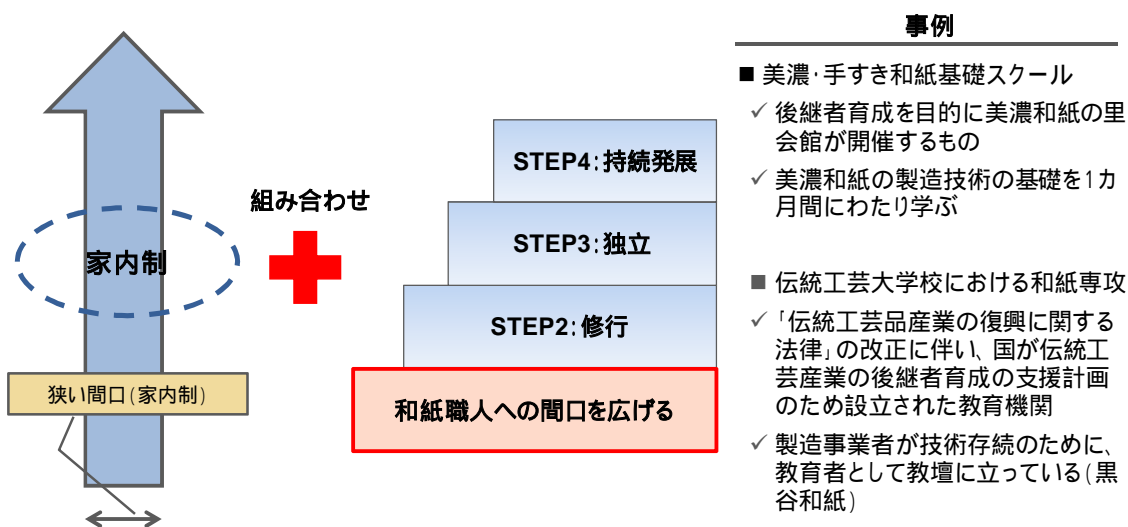 家内制
狭い間口(家内制)
組み合わせ
STEP4:持続発展
STEP3:独立
STEP2:修行
和紙職人への間口を広げる
事例
■ 美濃・手すき和紙基礎スクール
✓ 後継者育成を目的に美濃和紙の里
会館が開催するもの
✓ 美濃和紙の製造技術の基礎を1カ
月間にわたり学ぶ
■ 伝統工芸大学校における和紙専攻
✓ 「伝統工芸品産業の復興に関する
法律」の改正に伴い、国が伝統工
芸産業の後継者育成の支援計画
のため設立された教育機関
✓ 製造事業者が技術存続のために、
教育者として教壇に立っている(黒
谷和紙)